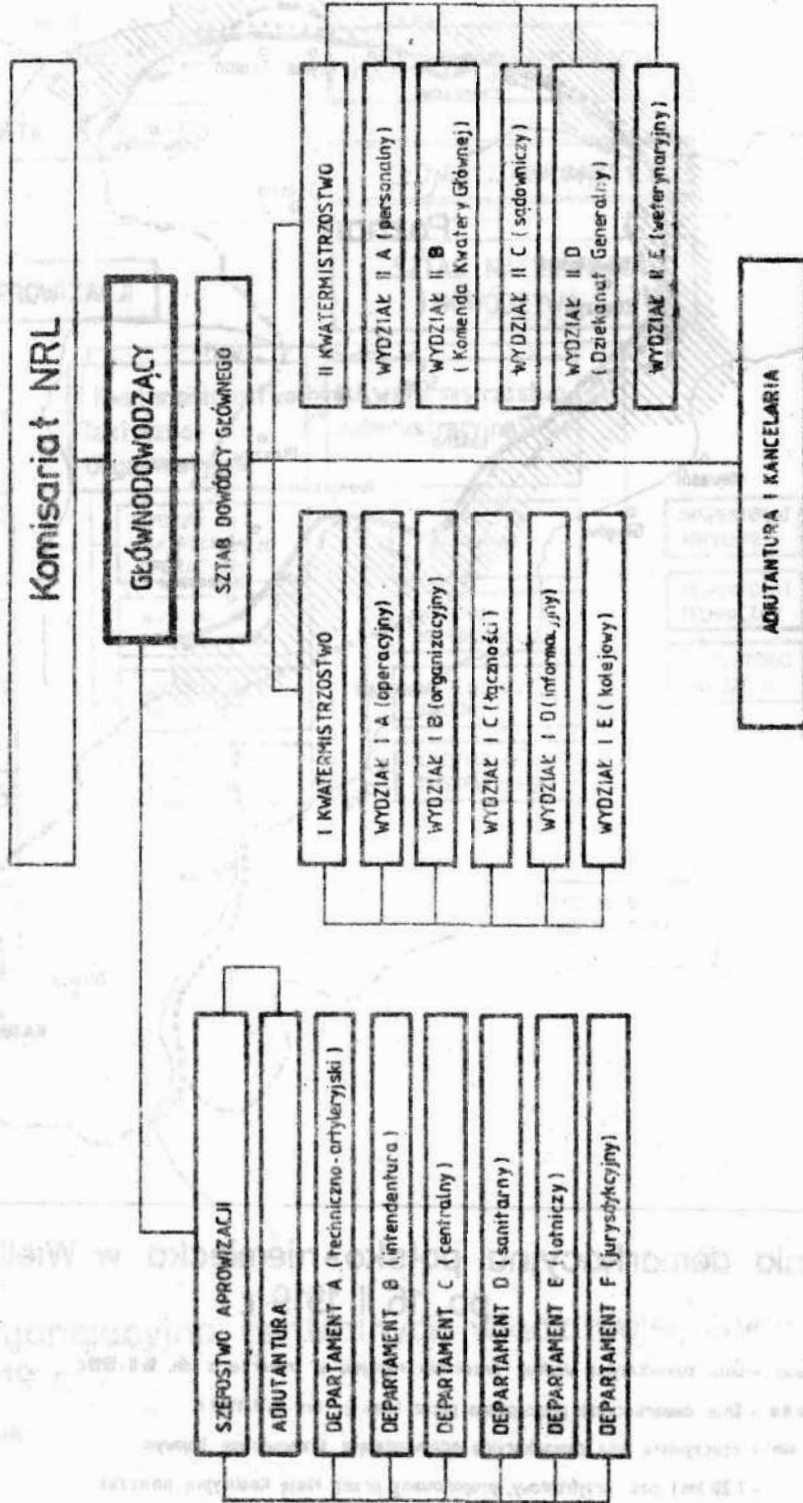 Komisariat NRL
GŁÓWNODOWODZĄCY
SZTAB DOWÓDCY GŁÓWNEGO
SZEFOSTWO APROWIZACJI
ADIUTANTURA
DEPARTAMENT A (techniczno-artyleryjski)
DEPARTAMENT B (intendentura)
DEPARTAMENT C (centralny)
DEPARTAMENT D (sanitarny)
DEPARTAMENT E (lotniczy)
DEPARTAMENT F (jurysdykcyjny)
I KWATERMISTRZOSTWO
WYDZIAŁ I A (operacyjny)
WYDZIAŁ I B (organizacyjny)
WYDZIAŁ I C (łączności)
WYDZIAŁ I D (informacyjny)
WYDZIAŁ I E (kolejowy)
II KWATERMISTRZOSTWO
WYDZIAŁ II A (personalny)
WYDZIAŁ II B
(Komenda Kwatery Głównej)
WYDZIAŁ II C (sądowniczy)
WYDZIAŁ II D
(Dziekanat Generalny)
WYDZIAŁ II E (weterynaryjny)
ADIUTANTURA I KANCELARIA